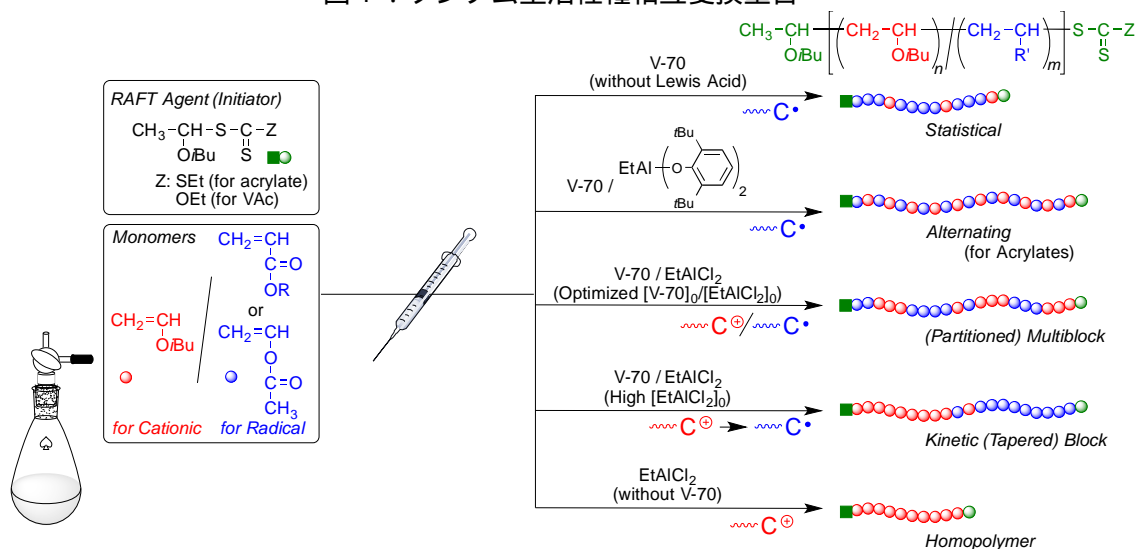 CH3-CH
OiBu
CH2-CH
OiBu
n
CH2-CH
R'
m
S-C-Z
S
RAFT Agent (Initiator)
CH3-CH-S-C-Z
OiBu S
Z: SEt (for acrylate)
OEt (for VAc)
Monomers
CH2=CH
C=O
OR
or
CH2=CH
OiBu
CH2=CH
O
C=O
CH3
for Cationic
for Radical
V-70
(without Lewis Acid)
C•
Statistical
V-70 /
EtAl
O
tBu
tBu
2
C•
Alternating
(for Acrylates)
V-70 / EtAlCl2
(Optimized [V-70]0/[EtAlCl2]0)
C⊕/C•
(Partitioned) Multiblock
V-70 / EtAlCl2
(High [EtAlCl2]0)
C⊕ → C•
Kinetic (Tapered) Block
EtAlCl2
(without V-70)
C⊕
Homopolymer